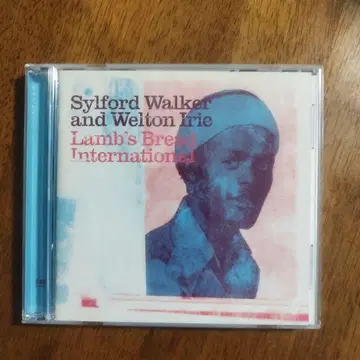 Sylford Walker
and Welton Irie
Lamb's Bread
International